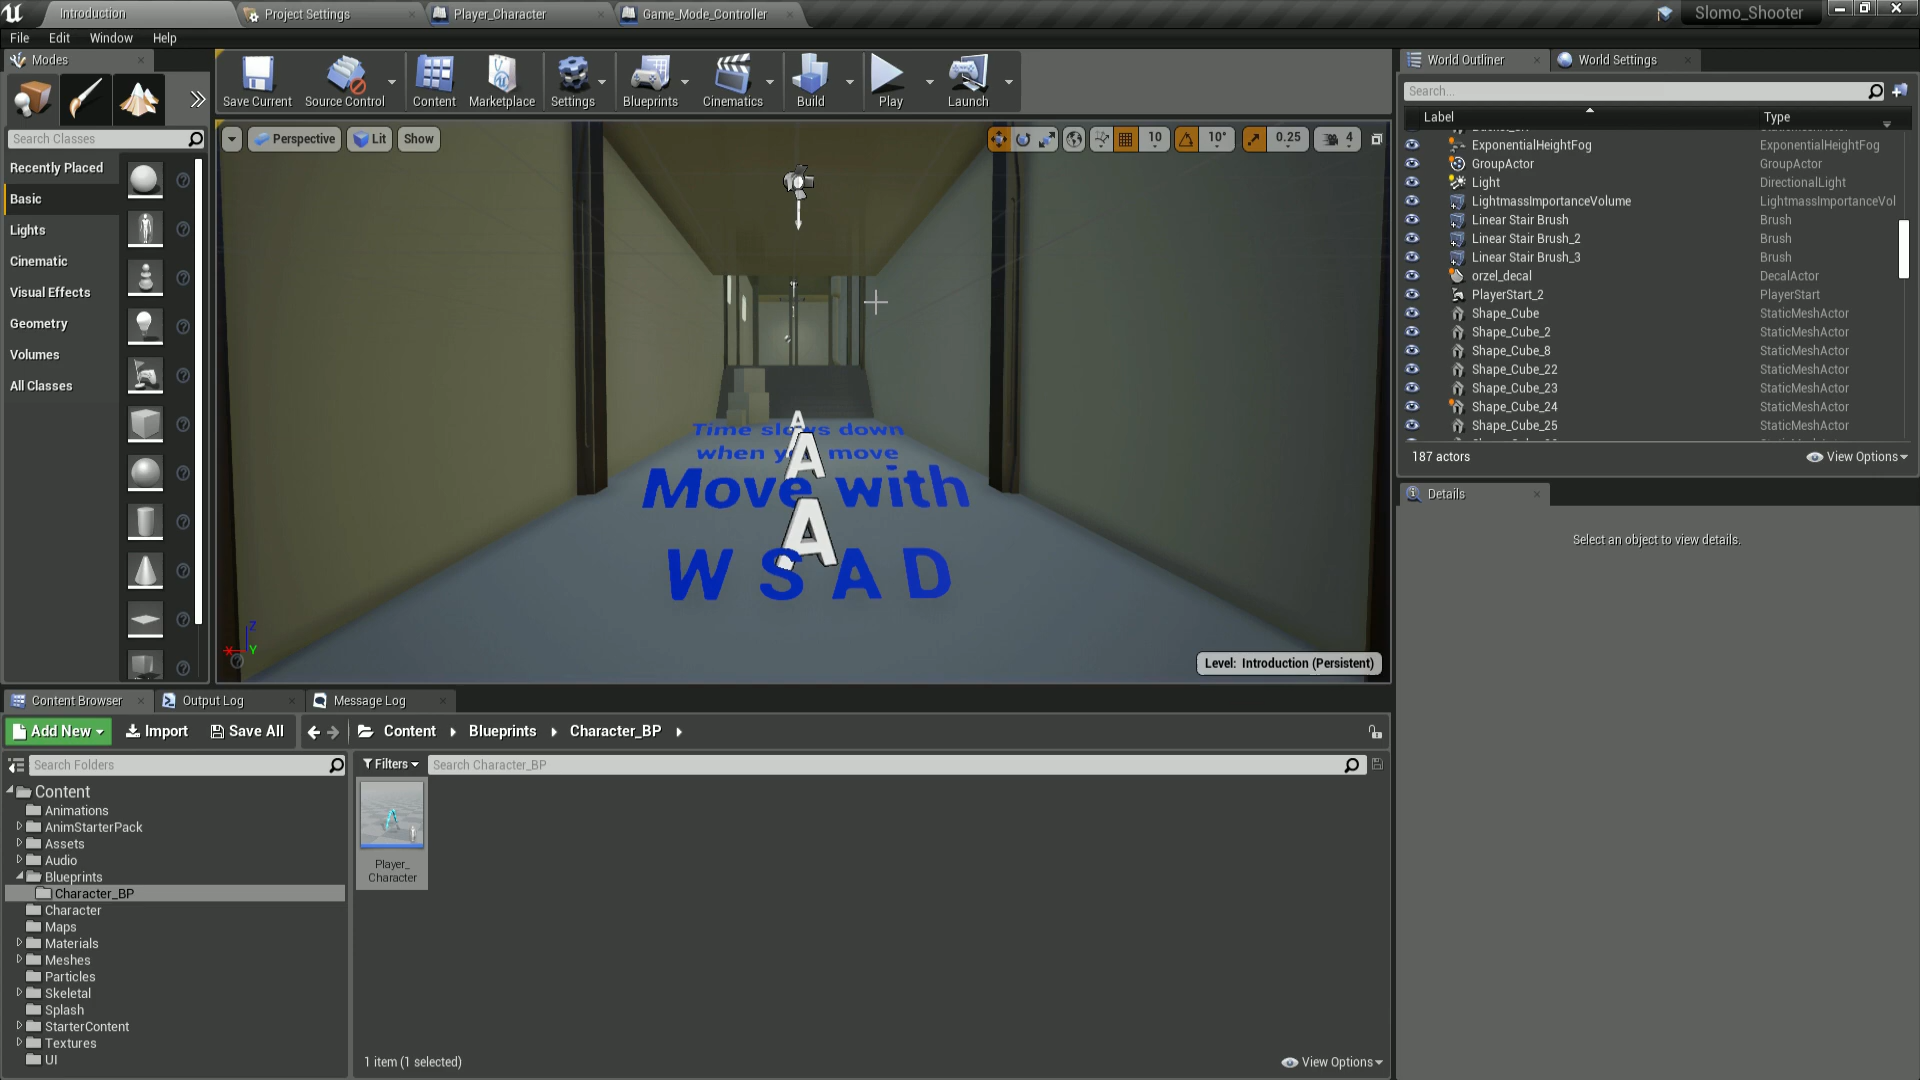 Introduction
Project Settings
Player_Character
Game_Mode_Controller
Slomo_Shooter
File
Edit
Window
Help
Modes
Search Classes
Recently Placed
Basic
Lights
Cinematic
Visual Effects
Geometry
Volumes
All Classes
Save Current
Source Control
Content
Marketplace
Settings
Blueprints
Cinematics
Build
Play
Launch
Perspective
Lit
Show
10
10°
0.25
4
Time slows down
when you move
Move with
W S A D
A
A
A
X
Y
Z
Level: Introduction (Persistent)
World Outliner
World Settings
Search...
Label
Type
ExponentialHeightFog ExponentialHeightFog
GroupActor GroupActor
Light DirectionalLight
LightmassImportanceVolume LightmassImportanceVol
Linear Stair Brush Brush
Linear Stair Brush_2 Brush
Linear Stair Brush_3 Brush
orzel_decal DecalActor
PlayerStart_2 PlayerStart
Shape_Cube StaticMeshActor
Shape_Cube_2 StaticMeshActor
Shape_Cube_8 StaticMeshActor
Shape_Cube_22 StaticMeshActor
Shape_Cube_23 StaticMeshActor
Shape_Cube_24 StaticMeshActor
Shape_Cube_25 StaticMeshActor
187 actors
View Options
Details
Select an object to view details.
Content Browser
Output Log
Message Log
Add New
Import
Save All
Content
Blueprints
Character_BP
Search Folders
Filters
Search Character_BP
Content
Animations
AnimStarterPack
Assets
Audio
Blueprints
Character_BP
Character
Maps
Materials
Meshes
Particles
Skeletal
Splash
StarterContent
Textures
UI
Player_
Character
1 item (1 selected)
View Options